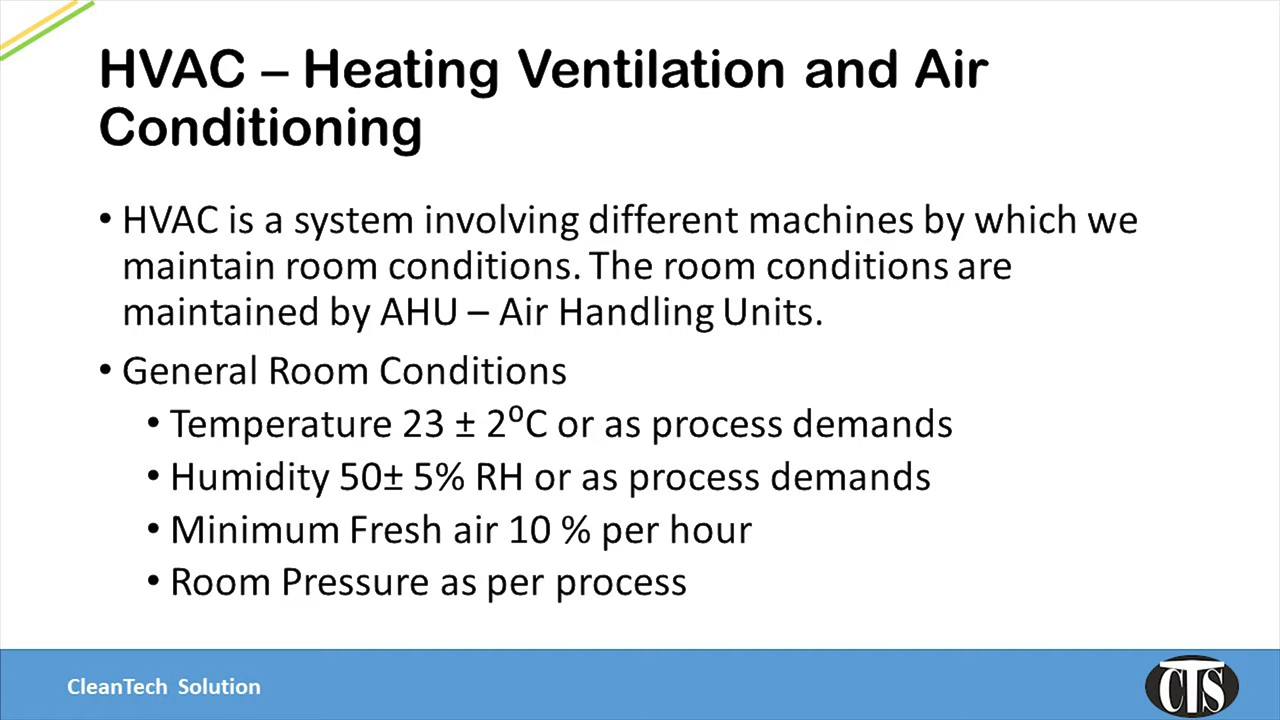 HVAC – Heating Ventilation and Air
Conditioning
• HVAC is a system involving different machines by which we
maintain room conditions. The room conditions are
maintained by AHU – Air Handling Units.
• General Room Conditions
• Temperature 23 ± 2⁰C or as process demands
• Humidity 50± 5% RH or as process demands
• Minimum Fresh air 10 % per hour
• Room Pressure as per process
CleanTech Solution
CTS